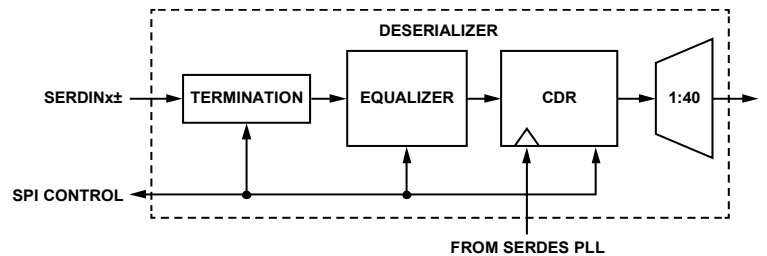 DESERIALIZER
SERDINx±
TERMINATION
EQUALIZER
CDR
1:40
SPI CONTROL
FROM SERDES PLL